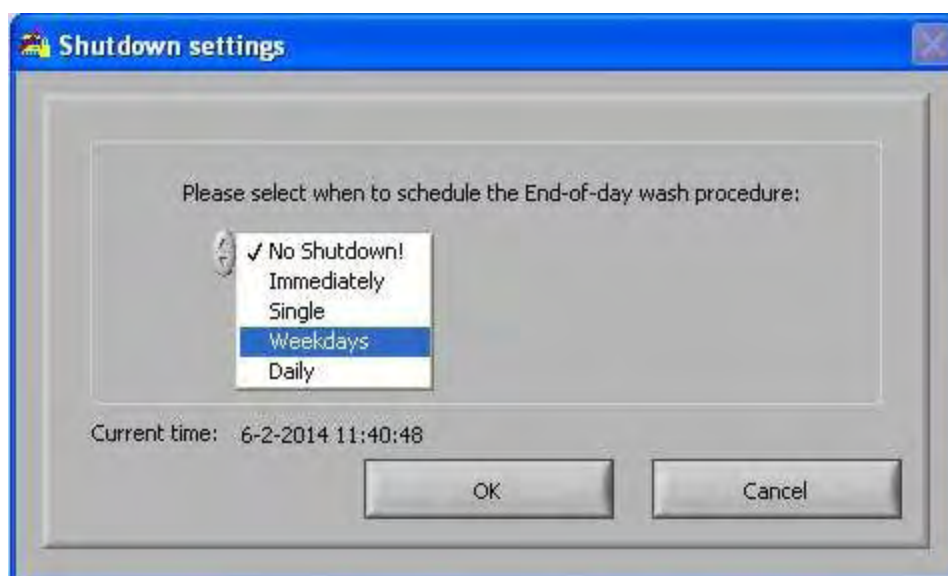 Shutdown settings
Please select when to schedule the End-of-day wash procedure:
✓ No Shutdown!
Immediately
Single
Weekdays
Daily
Current time: 6-2-2014 11:40:48
OK Cancel